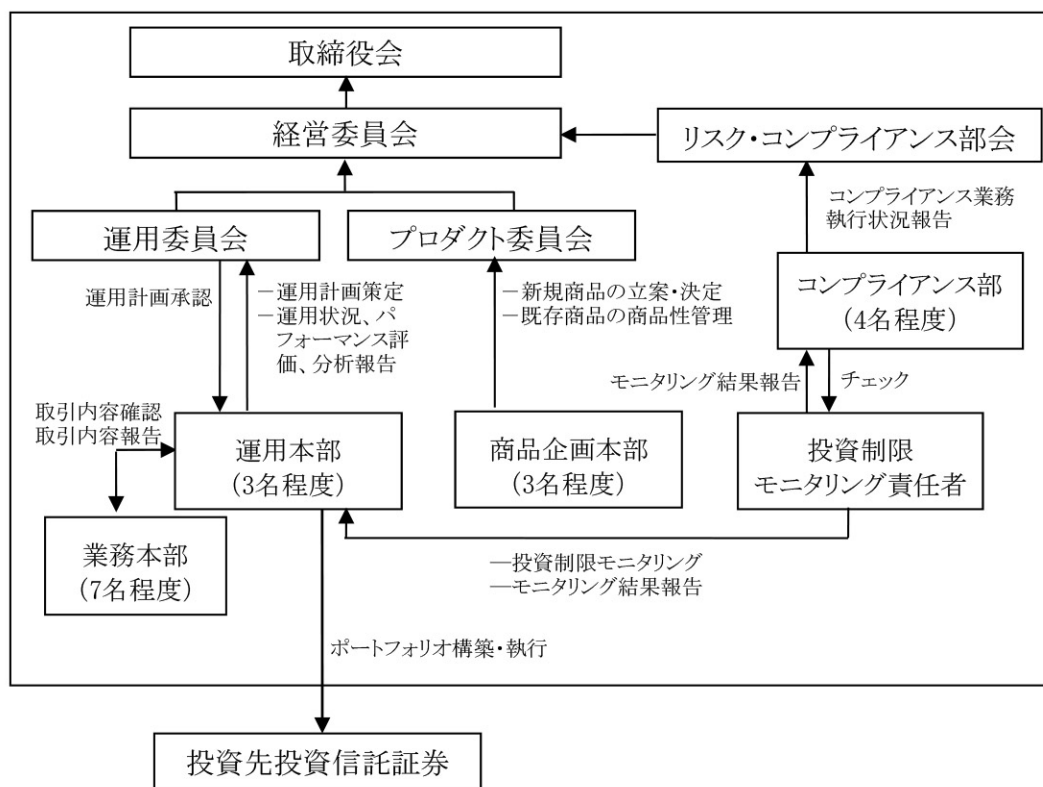 取締役会
経営委員会
リスク・コンプライアンス部会
コンプライアンス業務
執行状況報告
運用委員会
プロダクト委員会
運用計画承認
－運用計画策定
－運用状況、パ
フォーマンス評
価、分析報告
－新規商品の立案・決定
－既存商品の商品性管理
コンプライアンス部
(4名程度)
モニタリング結果報告
チェック
取引内容確認
取引内容報告
運用本部
(3名程度)
商品企画本部
(3名程度)
投資制限
モニタリング責任者
業務本部
(7名程度)
―投資制限モニタリング
―モニタリング結果報告
ポートフォリオ構築・執行
投資先投資信託証券